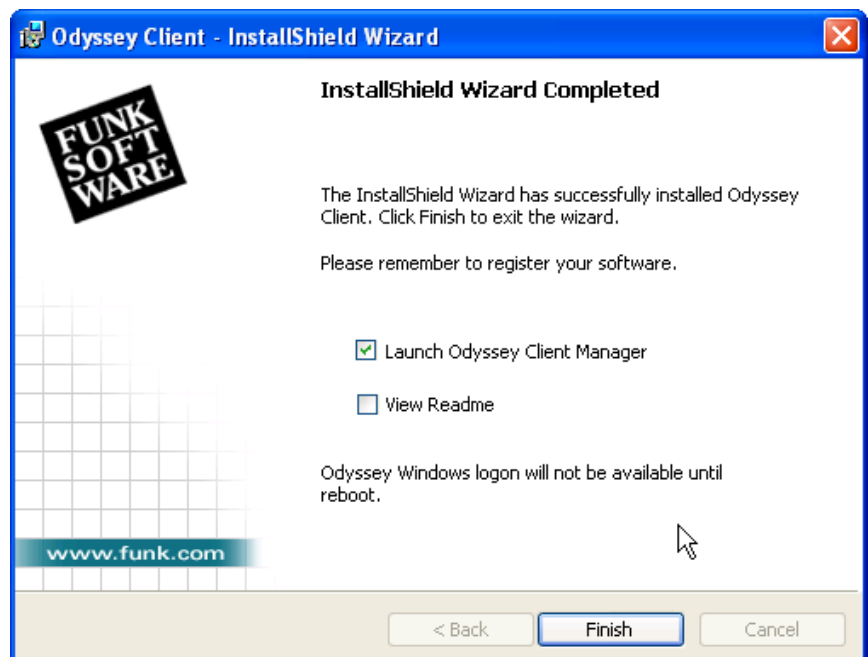 Odyssey Client - InstallShield Wizard
FUNK
SOFT
WARE
InstallShield Wizard Completed
The InstallShield Wizard has successfully installed Odyssey
Client. Click Finish to exit the wizard.
Please remember to register your software.
Launch Odyssey Client Manager
View Readme
Odyssey Windows logon will not be available until
reboot.
www.funk.com
< Back
Finish
Cancel